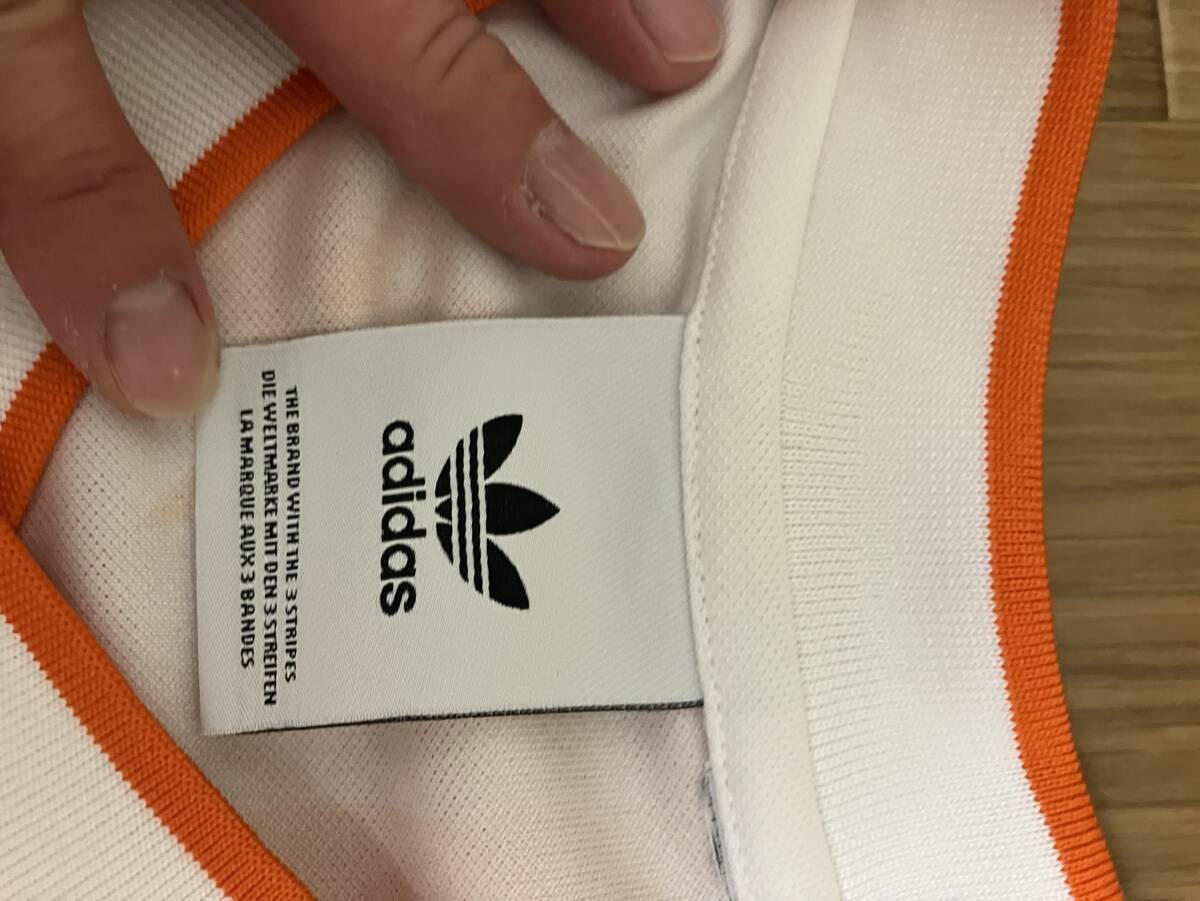 adidas
THE BRAND WITH THE 3 STRIPES
DIE WELTMARKE MIT DEN 3 STREIFEN
LA MARQUE AUX 3 BANDES